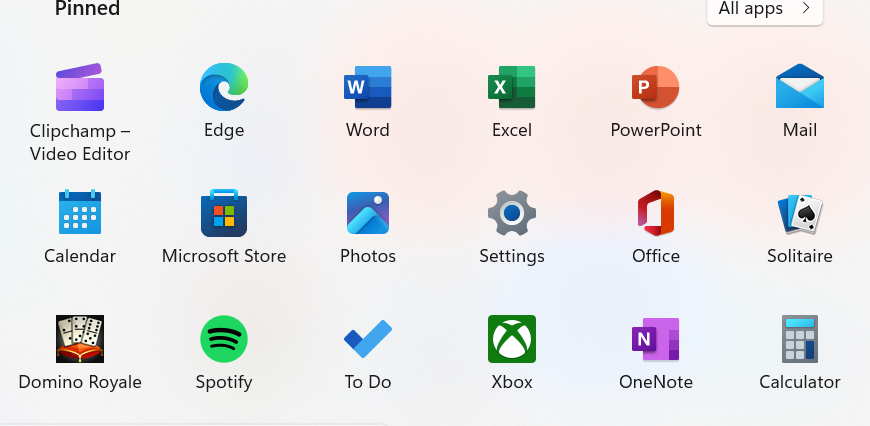 Pinned
All apps
Clipchamp –
Video Editor
Edge
W
Word
X
Excel
P
PowerPoint
Mail
Calendar
Microsoft Store
Photos
Settings
Office
Solitaire
Domino Royale
Spotify
To Do
Xbox
N
OneNote
Calculator